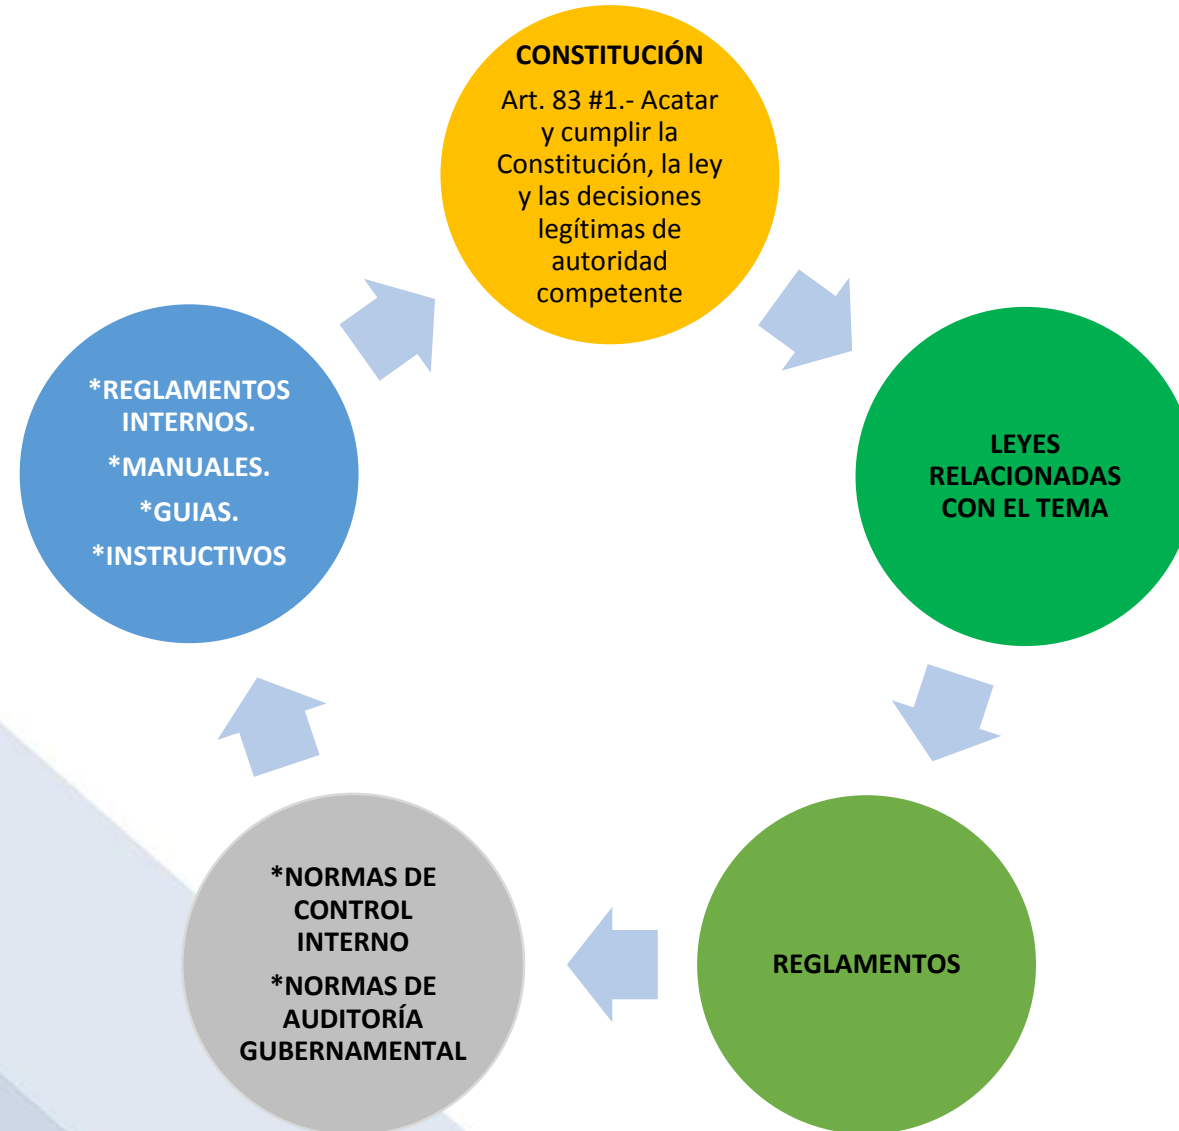 CONSTITUCIÓN
Art. 83 #1.- Acatar
y cumplir la
Constitución, la ley
y las decisiones
legítimas de
autoridad
competente
LEYES
RELACIONADAS
CON EL TEMA
REGLAMENTOS
*NORMAS DE
CONTROL
INTERNO
*NORMAS DE
AUDITORÍA
GUBERNAMENTAL
*REGLAMENTOS
INTERNOS.
*MANUALES.
*GUIAS.
*INSTRUCTIVOS